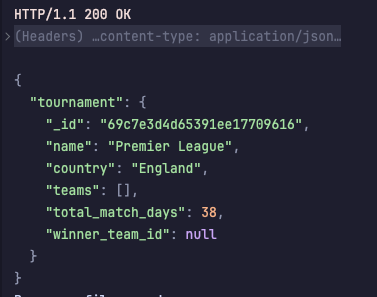 HTTP/1.1 200 OK
(Headers) …content-type: application/json…
{
  "tournament": {
    "_id": "69c7e3d4d65391ee17709616",
    "name": "Premier League",
    "country": "England",
    "teams": [],
    "total_match_days": 38,
    "winner_team_id": null
  }
}